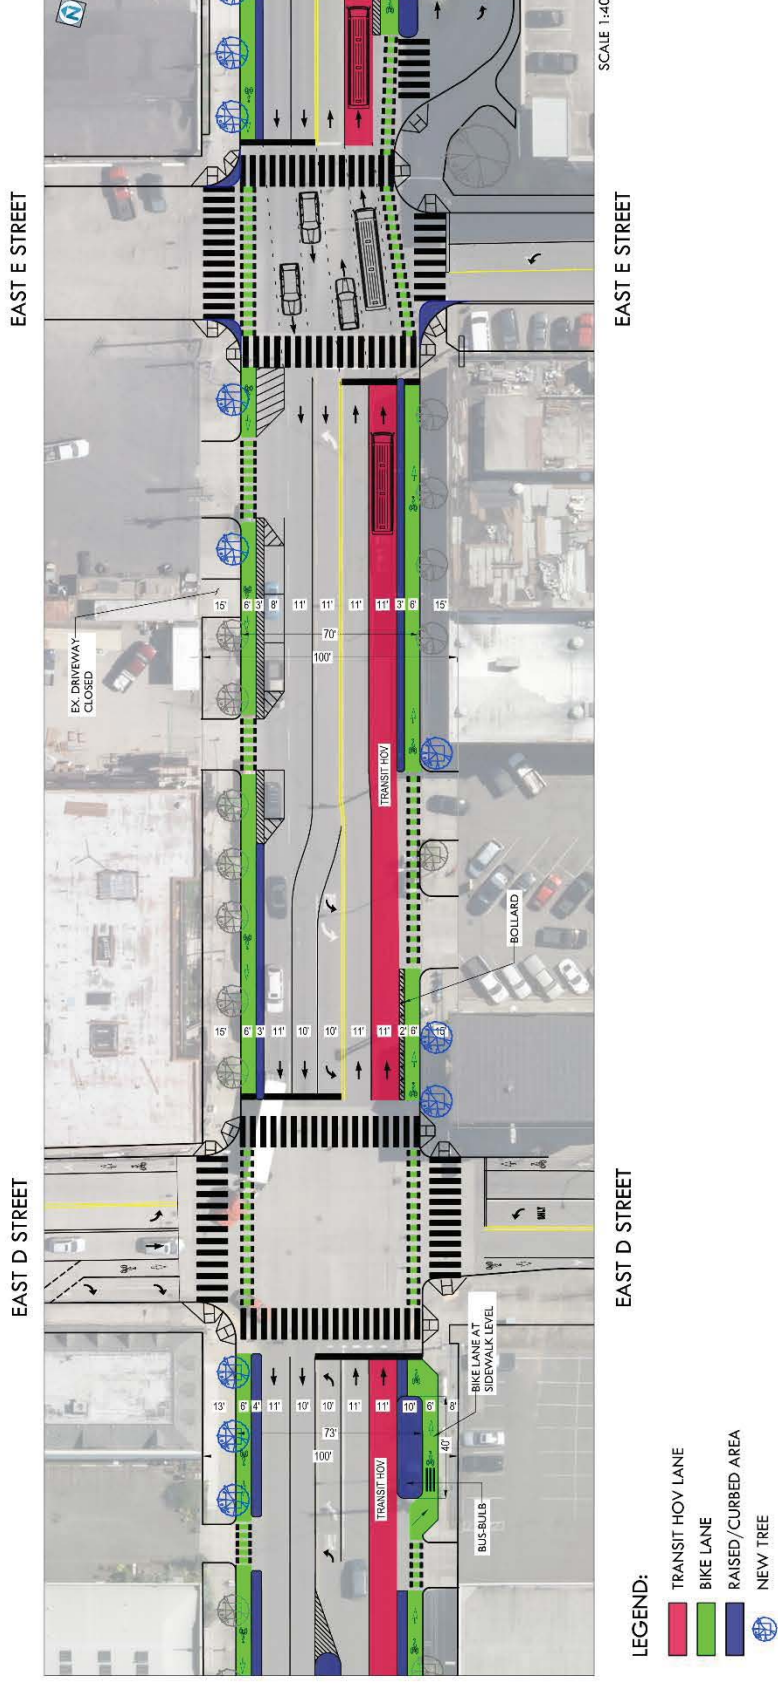 N
SCALE 1:40
EAST E STREET
EAST E STREET
EX. DRIVEWAY
CLOSED
15'
6'
3'
8'
11'
11'
11'
11'
3'
6'
15'
70'
100'
TRANSIT HOV
BOLLARD
15'
6'
3'
11'
10'
10'
11'
11'
2'
6'
15'
EAST D STREET
EAST D STREET
ONLY
13'
6'
4'
11'
10'
10'
11'
11'
10'
6'
8'
73'
100'
40'
TRANSIT HOV
BIKE LANE AT
SIDEWALK LEVEL
BUS-BULB
LEGEND:
TRANSIT HOV LANE
BIKE LANE
RAISED/CURBED AREA
NEW TREE